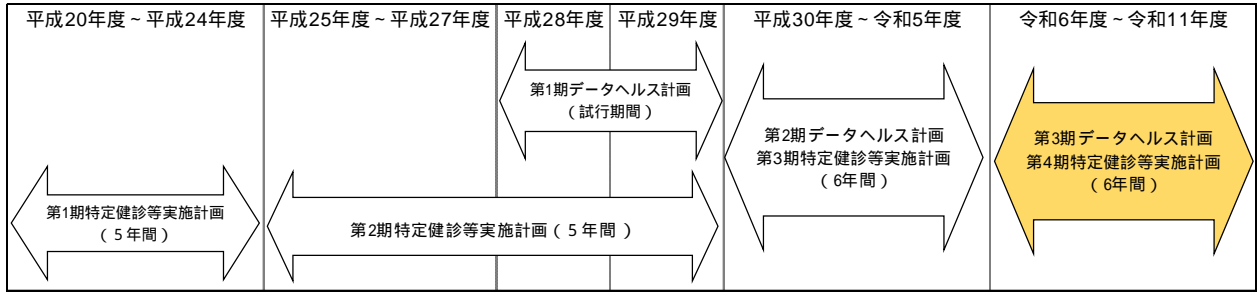 平成20年度~平成24年度
平成25年度~平成27年度
平成28年度
平成29年度
平成30年度~令和5年度
令和6年度~令和11年度
第1期データヘルス計画
(試行期間)
第2期データヘルス計画
第3期特定健診等実施計画
(6年間)
第3期データヘルス計画
第4期特定健診等実施計画
(6年間)
第1期特定健診等実施計画
(5年間)
第2期特定健診等実施計画(5年間)